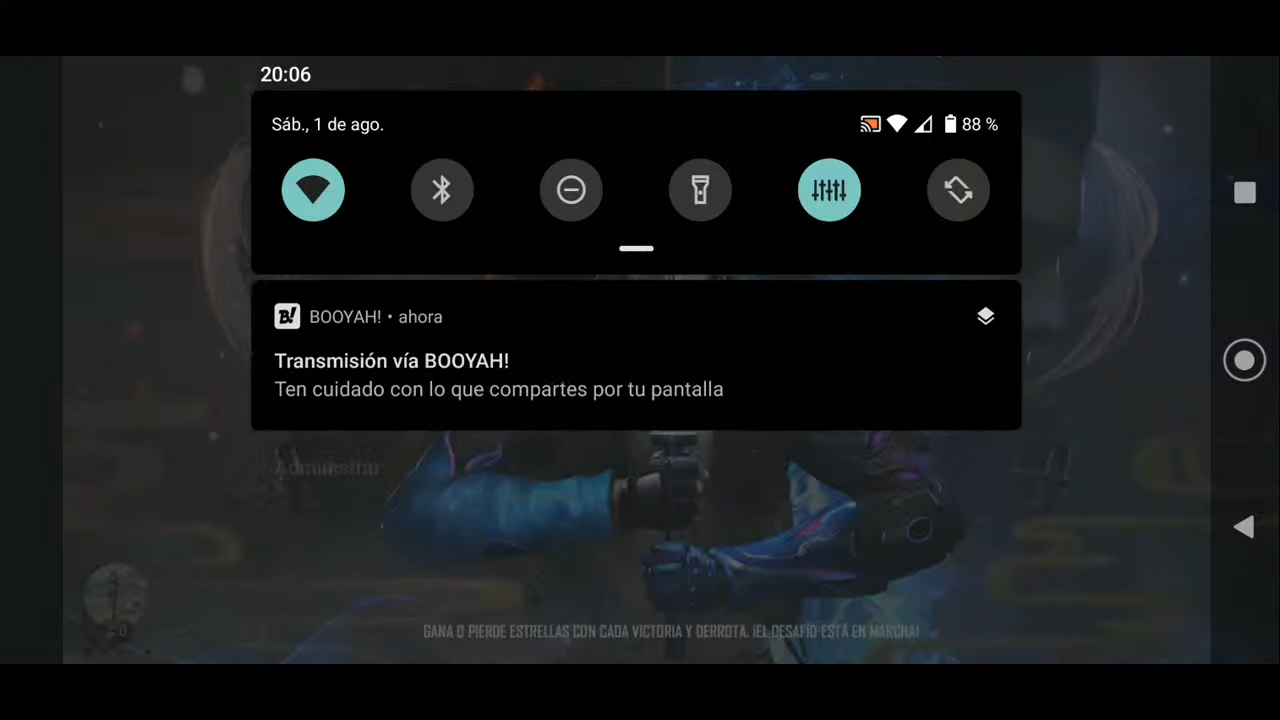 20:06
Sáb., 1 de ago.
88 %
BOOYAH! • ahora
Transmisión vía BOOYAH!
Ten cuidado con lo que compartes por tu pantalla
Administrar
GANA O PIERDE ESTRELLAS CON CADA VICTORIA Y DERROTA. ¡EL DESAFÍO ESTÁ EN MARCHA!